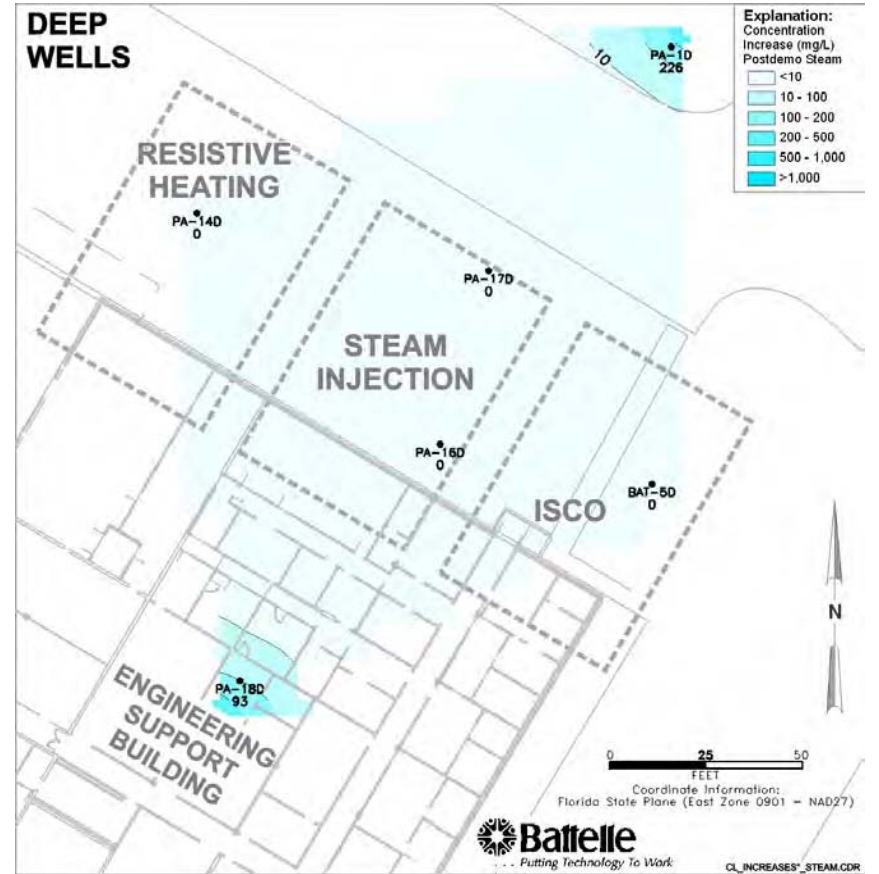 DEEP
WELLS
Explanation:
Concentration
Increase (mg/L)
Postdemo Steam
<10
10 - 100
100 - 200
200 - 500
500 - 1,000
>1,000
10
PA-1D
226
RESISTIVE
HEATING
PA-14D
0
PA-17D
0
STEAM
INJECTION
PA-16D
0
BAT-5D
0
ISCO
N
PA-18D
93
ENGINEERING
SUPPORT
BUILDING
0 25 50
FEET
Coordinate Information:
Florida State Plane (East Zone 0901 - NAD27)
Battelle
. . . Putting Technology To Work
CL_INCREASES*_STEAM.CDR